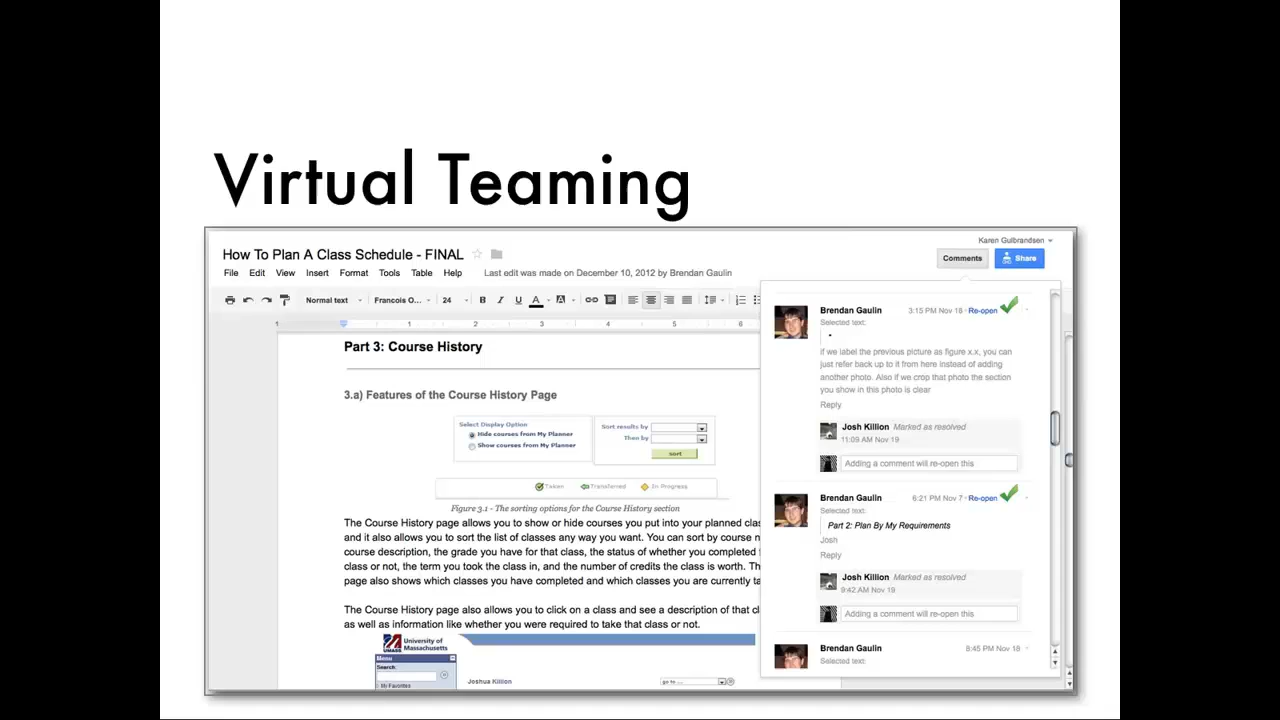 Virtual Teaming
Karen Gulbrandsen
How To Plan A Class Schedule - FINAL
Comments
Share
File Edit View Insert Format Tools Table Help Last edit was made on December 10, 2012 by Brendan Gaulin
Normal text Francois O... 24 B I U A A
1 1 2 3 4 5 6
Part 3: Course History
3.a) Features of the Course History Page
Select Display Option
Hide courses from My Planner
Show courses from My Planner
Sort results by
Then by
sort
Taken Transferred In Progress
Figure 3.1 - The sorting options for the Course History section
The Course History page allows you to show or hide courses you put into your planned clas
and it also allows you to sort the list of classes any way you want. You can sort by course n
course description, the grade you have for that class, the status of whether you completed
class or not, the term you took the class in, and the number of credits the class is worth. Th
page also shows which classes you have completed and which classes you are currently ta
The Course History page also allows you to click on a class and see a description of that cl
as well as information like whether you were required to take that class or not.
UMASS
University of
Massachusetts
Menu
Search:
My Favorites
Joshua Killion
go to ...
Brendan Gaulin 3:15 PM Nov 18 Re-open
Selected text:
if we label the previous picture as figure x.x, you can
just refer back up to it from here instead of adding
another photo. Also if we crop that photo the section
you show in this photo is clear
Reply
Josh Killion Marked as resolved
11:09 AM Nov 19
Adding a comment will re-open this
Brendan Gaulin 6:21 PM Nov 7 Re-open
Selected text:
Part 2: Plan By My Requirements
Josh
Reply
Josh Killion Marked as resolved
9:42 AM Nov 19
Adding a comment will re-open this
Brendan Gaulin 8:45 PM Nov 18
Selected text: